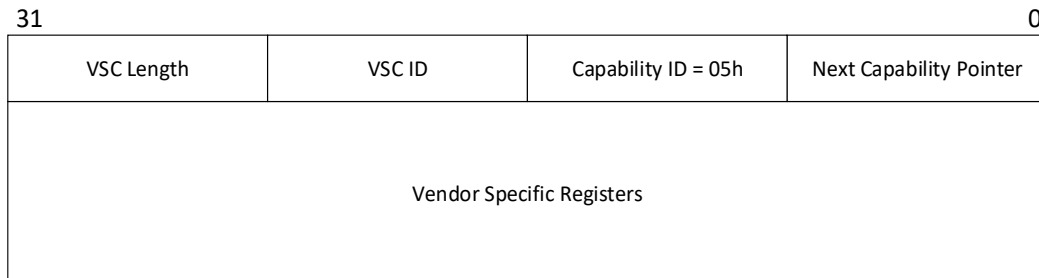 31 0
VSC Length VSC ID Capability ID = 05h Next Capability Pointer
Vendor Specific Registers